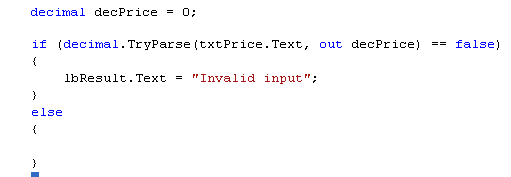 decimal decPrice = 0;
if (decimal.TryParse(txtPrice.Text, out decPrice) == false)
{
lbResult.Text = "Invalid input";
}
else
{
}